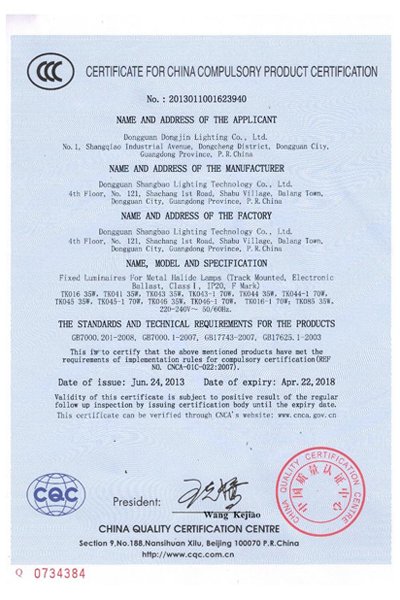 CCC
CERTIFICATE FOR CHINA COMPULSORY PRODUCT CERTIFICATION
No.: 2013011001623940
NAME AND ADDRESS OF THE APPLICANT
Dongguan Dongjin Lighting Co., Ltd.
No.1, Shangqiao Industrial Avenue, Dongcheng District, Dongguan City,
Guangdong Province, P.R.China
NAME AND ADDRESS OF THE MANUFACTURER
Dongguan Shangbao Lighting Technology Co., Ltd.
4th Floor, No. 121, Shachang 1st Road, Shabu Village, Dalang Town,
Dongguan City, Guangdong Province, P.R.China
NAME AND ADDRESS OF THE FACTORY
Dongguan Shangbao Lighting Technology Co., Ltd.
4th Floor, No. 121, Shachang 1st Road, Shabu Village, Dalang Town,
Dongguan City, Guangdong Province, P.R.China
NAME, MODEL AND SPECIFICATION
Fixed Luminaires For Metal Halide Lamps (Track Mounted, Electronic
Ballast, Class I, IP20, F Mark)
TK016 35W, TK041 35W, TK043 35W, TK043-1 70W, TK044 35W, TK044-1 70W,
TK045 35W, TK045-1 70W, TK046 35W, TK046-1 70W, TK016-1 70W; TK085 35W,
220-240V~ 50/60Hz.
THE STANDARDS AND TECHNICAL REQUIREMENTS FOR THE PRODUCTS
GB7000.201-2008, GB7000.1-2007, GB17743-2007, GB17625.1-2003
This is to certify that the above mentioned products have met the
requirements of implementation rules for compulsory certification(REF
NO. CNCA-01C-022:2007).
Date of issue: Jun. 24, 2013 Date of expiry: Apr. 22, 2018
Validity of this certificate is subject to positive result of the regular
follow up inspection by issuing certification body until the expiry date.
This certificate can be verified through CNCA's website: www.cnca.gov.cn
CQC
President:
Wang Kejiao
CHINA QUALITY CERTIFICATION CENTRE
中国质量认证中心
CHINA QUALITY CERTIFICATION CENTRE
Section 9,No.188,Nansihuan Xilu, Beijing 100070 P.R.China
http://www.cqc.com.cn
Q 0734384